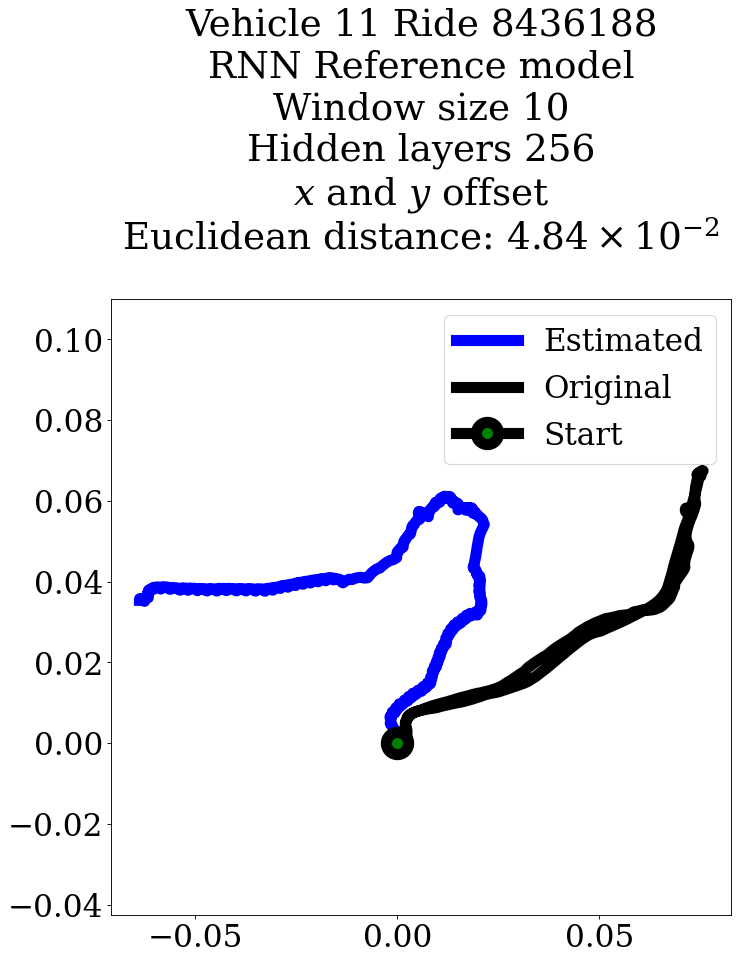 Vehicle 11 Ride 8436188
RNN Reference model
Window size 10
Hidden layers 256
x and y offset
Euclidean distance: 4.84 × 10⁻²
Estimated
Original
Start
0.10
0.08
0.06
0.04
0.02
0.00
−0.02
−0.04
−0.05 0.00 0.05